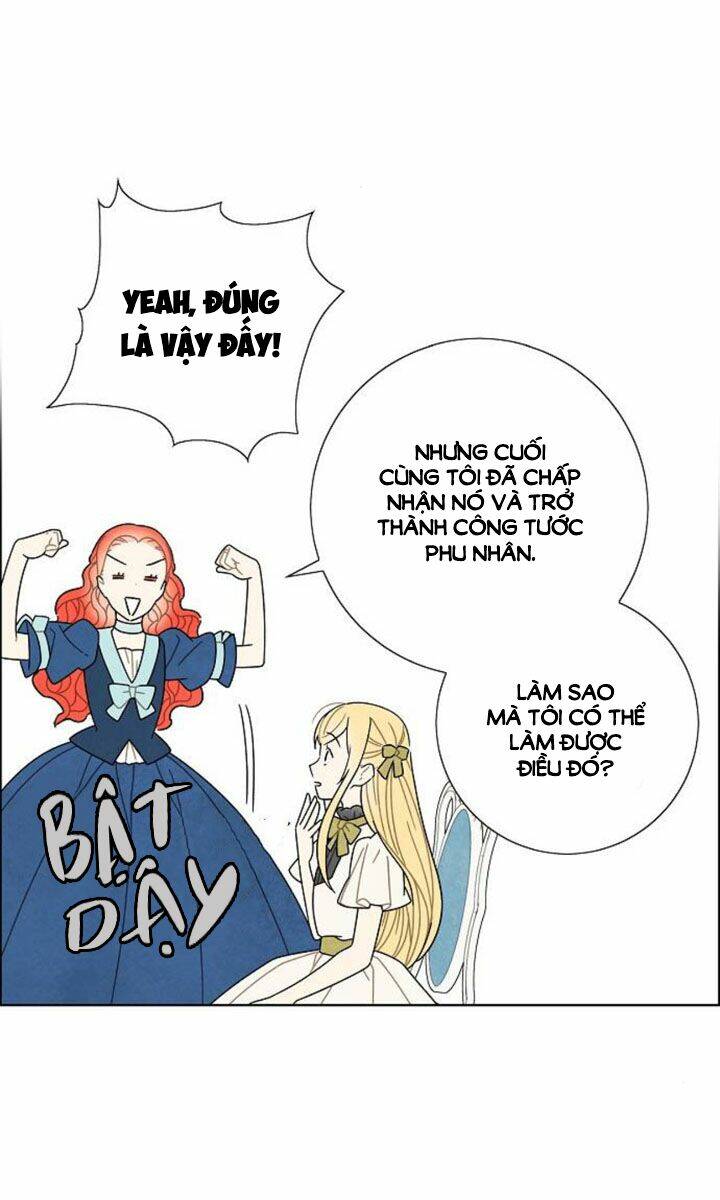 YEAH, ĐÚNG
LÀ VẬY ĐẤY!
NHƯNG CUỐI
CÙNG TÔI ĐÃ CHẤP
NHẬN NÓ VÀ TRỞ
THÀNH CÔNG TƯỚC
PHU NHÂN.
LÀM SAO
MÀ TÔI CÓ THỂ
LÀM ĐƯỢC
ĐIỀU ĐÓ?
BẬT
DẬY